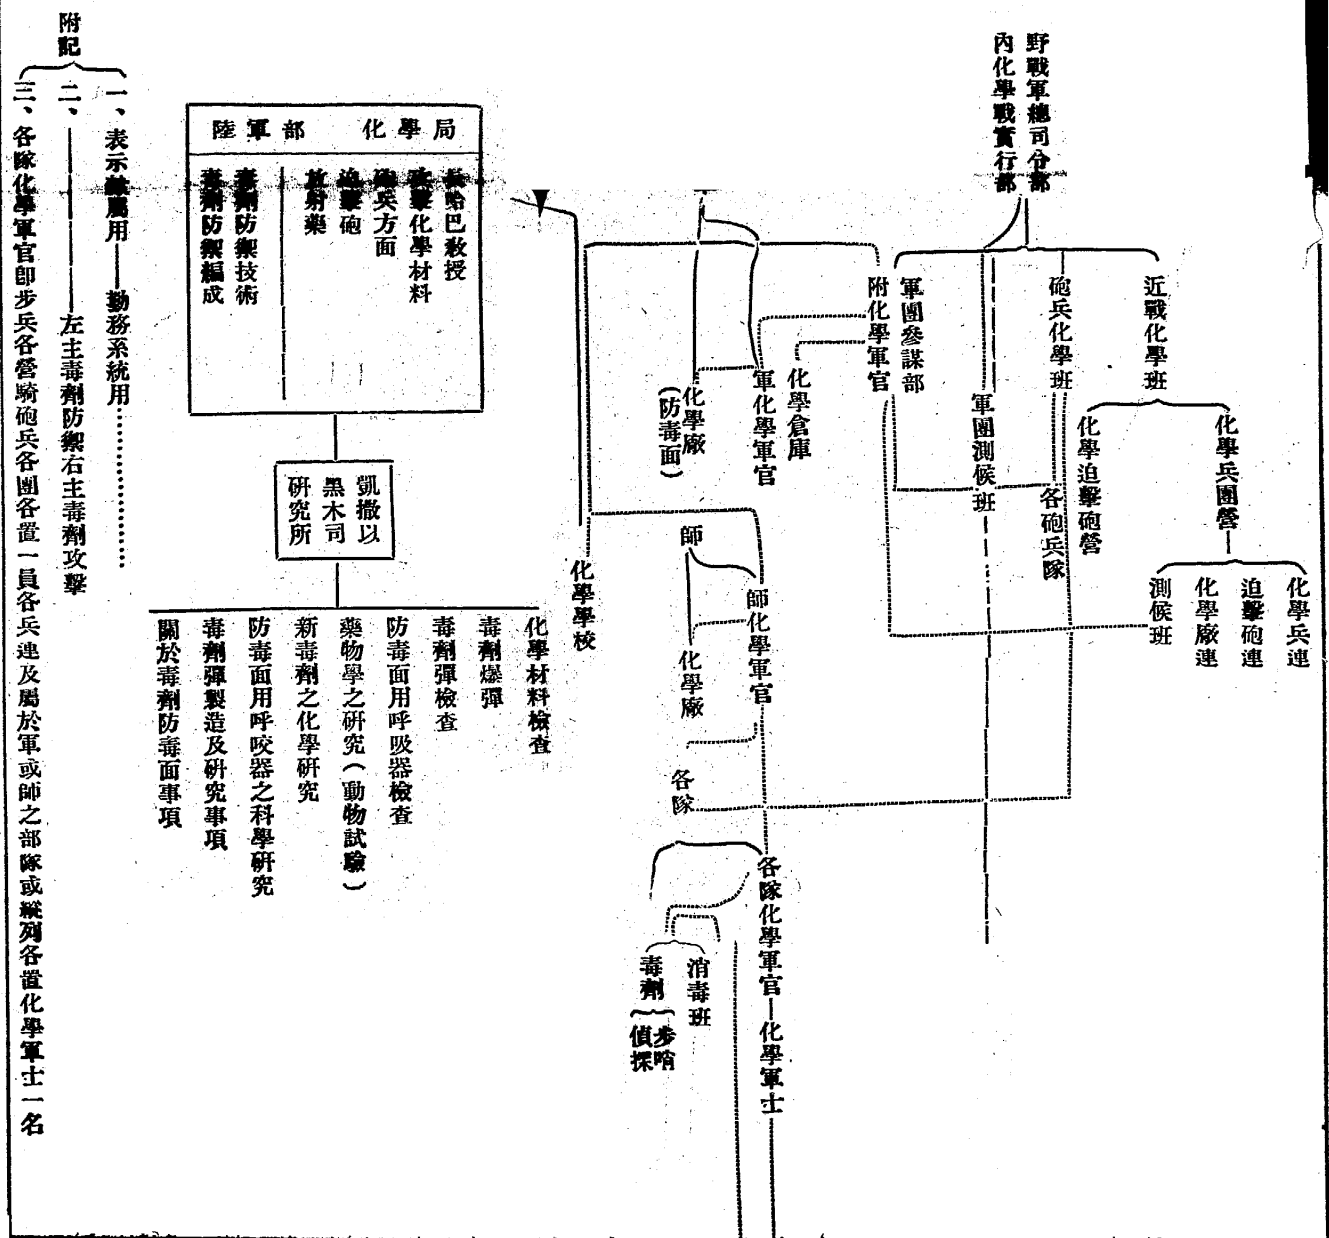 野戰軍總司令部
內化學戰實行部
近戰化學班
砲兵化學班
軍團測候班
軍團參謀部
附化學軍官
化學兵團營
化學迫擊砲營
各砲兵隊
化學兵連
迫擊砲連
化學廠連
測候班
化學倉庫
軍化學軍官
化學廠
(防毒面)
師
師化學軍官
化學廠
各隊
各隊化學軍官—化學軍士
消毒班
毒劑
步哨
偵探
化學學校
陸軍部 化學局
長哈巴敎授
攻擊化學材料
砲兵方面
迫擊砲
放射藥
毒劑防禦技術
毒劑防禦編成
凱撒以
黑木司
硏究所
化學材料檢查
毒劑爆彈
毒劑彈檢查
防毒面用呼吸器檢查
藥物學之硏究(動物試驗)
新毒劑之化學硏究
防毒面用呼吸器之科學硏究
毒劑彈製造及硏究事項
關於毒劑防毒面事項
附記
一、表示隸屬用——勤務系統用…………
二、————左主毒劑防禦右主毒劑攻擊
三、各隊化學軍官卽步兵各營騎砲兵各團各置一員各兵連及屬於軍或師之部隊或縱列各置化學軍士一名